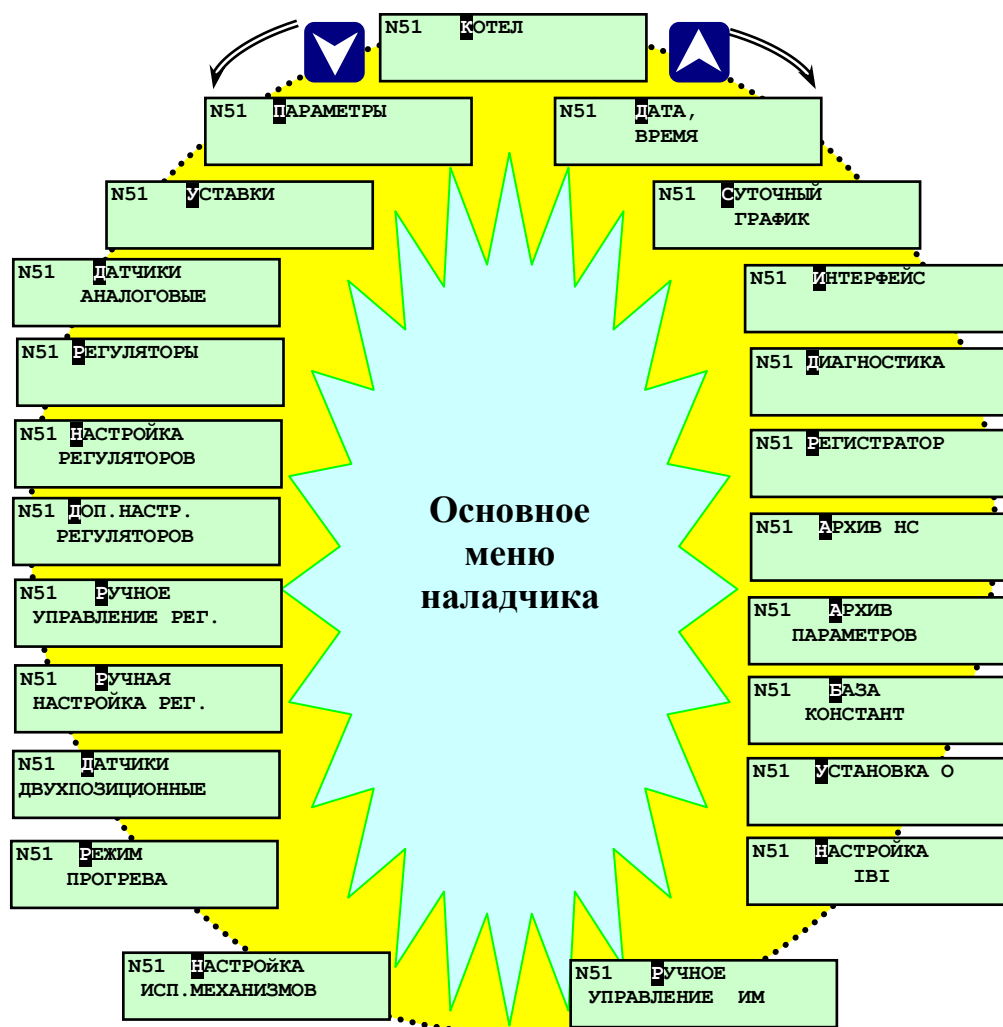 N51 КОТЕЛ
N51 ПАРАМЕТРЫ
N51 ДАТА,
ВРЕМЯ
N51 УСТАВКИ
N51 СУТОЧНЫЙ
ГРАФИК
N51 ДАТЧИКИ
АНАЛОГОВЫЕ
N51 ИНТЕРФЕЙС
N51 РЕГУЛЯТОРЫ
N51 ДИАГНОСТИКА
N51 НАСТРОЙКА
РЕГУЛЯТОРОВ
N51 РЕГИСТРАТОР
N51 ДОП.НАСТР.
РЕГУЛЯТОРОВ
N51 АРХИВ НС
Основное
меню
наладчика
N51 РУЧНОЕ
УПРАВЛЕНИЕ РЕГ.
N51 АРХИВ
ПАРАМЕТРОВ
N51 РУЧНАЯ
НАСТРОЙКА РЕГ.
N51 БАЗА
КОНСТАНТ
N51 ДАТЧИКИ
ДВУХПОЗИЦИОННЫЕ
N51 УСТАНОВКА О
N51 РЕЖИМ
ПРОГРЕВА
N51 НАСТРОЙКА
IBI
N51 НАСТРОйКА
ИСП.МЕХАНИЗМОВ
N51 РУЧНОЕ
УПРАВЛЕНИЕ ИМ